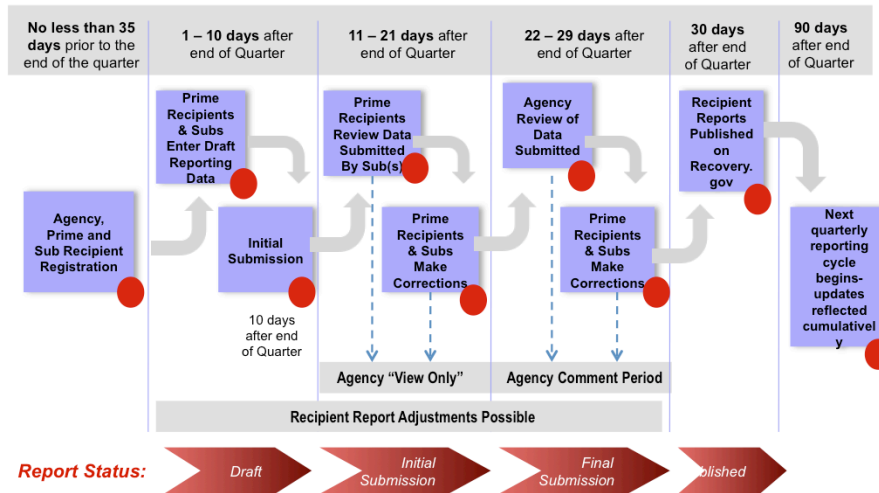 No less than 35
days prior to the
end of the quarter
1 – 10 days after
end of Quarter
11 – 21 days after
end of Quarter
22 – 29 days after
end of Quarter
30 days
after end
of Quarter
90 days
after end
of Quarter
Prime
Recipients
& Subs
Enter Draft
Reporting
Data
Prime
Recipients
Review Data
Submitted
By Sub(s)
Agency
Review of
Data
Submitted
Recipient
Reports
Published
on
Recovery.
gov
Agency,
Prime and
Sub Recipient
Registration
Initial
Submission
Prime
Recipients
& Subs
Make
Corrections
Prime
Recipients
& Subs
Make
Corrections
Next
quarterly
reporting
cycle
begins-
updates
reflected
cumulativel
y
10 days
after end
of Quarter
Agency “View Only”
Agency Comment Period
Recipient Report Adjustments Possible
Report Status:
Draft
Initial
Submission
Final
Submission
blished